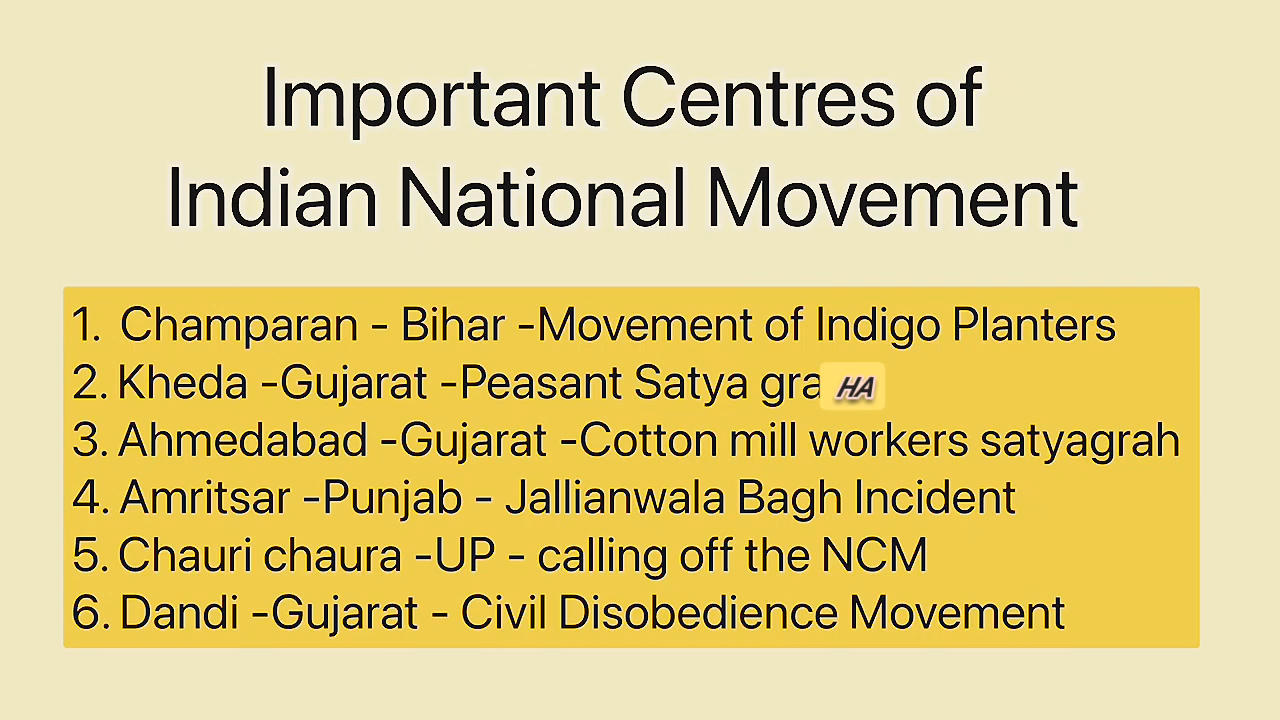 Important Centres of
Indian National Movement
1. Champaran - Bihar -Movement of Indigo Planters
2. Kheda -Gujarat -Peasant Satya gra HA
3. Ahmedabad -Gujarat -Cotton mill workers satyagrah
4. Amritsar -Punjab - Jallianwala Bagh Incident
5. Chauri chaura -UP - calling off the NCM
6. Dandi -Gujarat - Civil Disobedience Movement